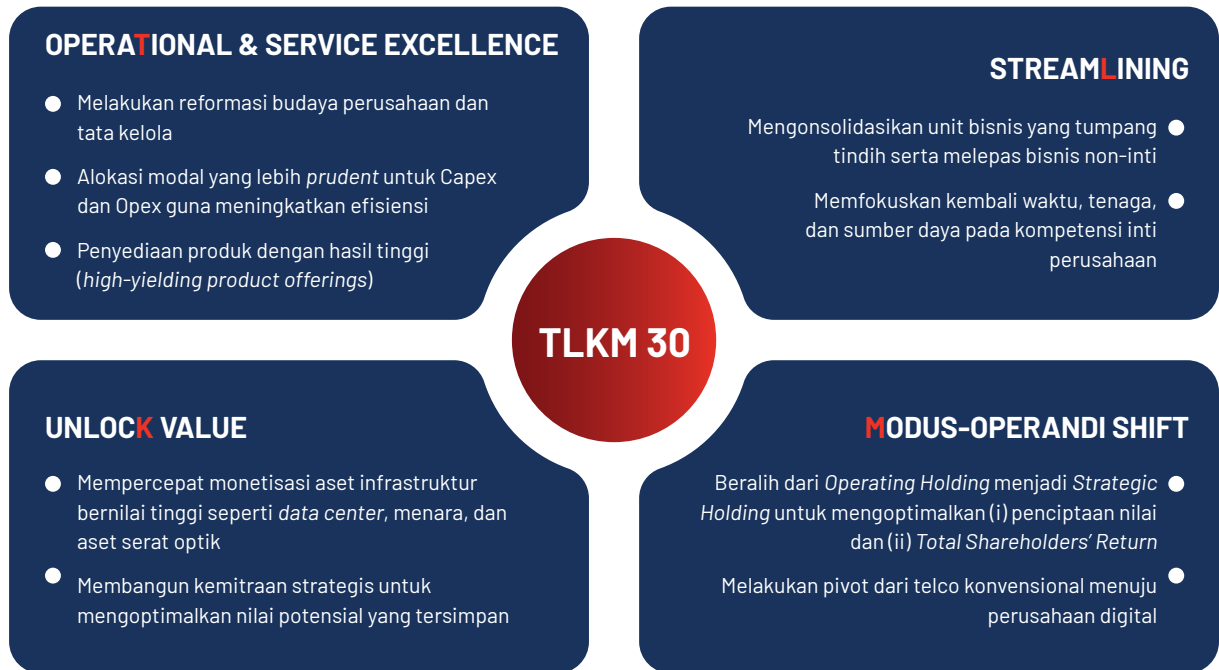 OPERATIONAL & SERVICE EXCELLENCE
Melakukan reformasi budaya perusahaan dan
tata kelola
Alokasi modal yang lebih prudent untuk Capex
dan Opex guna meningkatkan efisiensi
Penyediaan produk dengan hasil tinggi
(high-yielding product offerings)
STREAMLINING
Mengonsolidasikan unit bisnis yang tumpang
tindih serta melepas bisnis non-inti
Memfokuskan kembali waktu, tenaga,
dan sumber daya pada kompetensi inti
perusahaan
TLKM 30
UNLOCK VALUE
Mempercepat monetisasi aset infrastruktur
bernilai tinggi seperti data center, menara, dan
aset serat optik
Membangun kemitraan strategis untuk
mengoptimalkan nilai potensial yang tersimpan
MODUS-OPERANDI SHIFT
Beralih dari Operating Holding menjadi Strategic
Holding untuk mengoptimalkan (i) penciptaan nilai
dan (ii) Total Shareholders’ Return
Melakukan pivot dari telco konvensional menuju
perusahaan digital